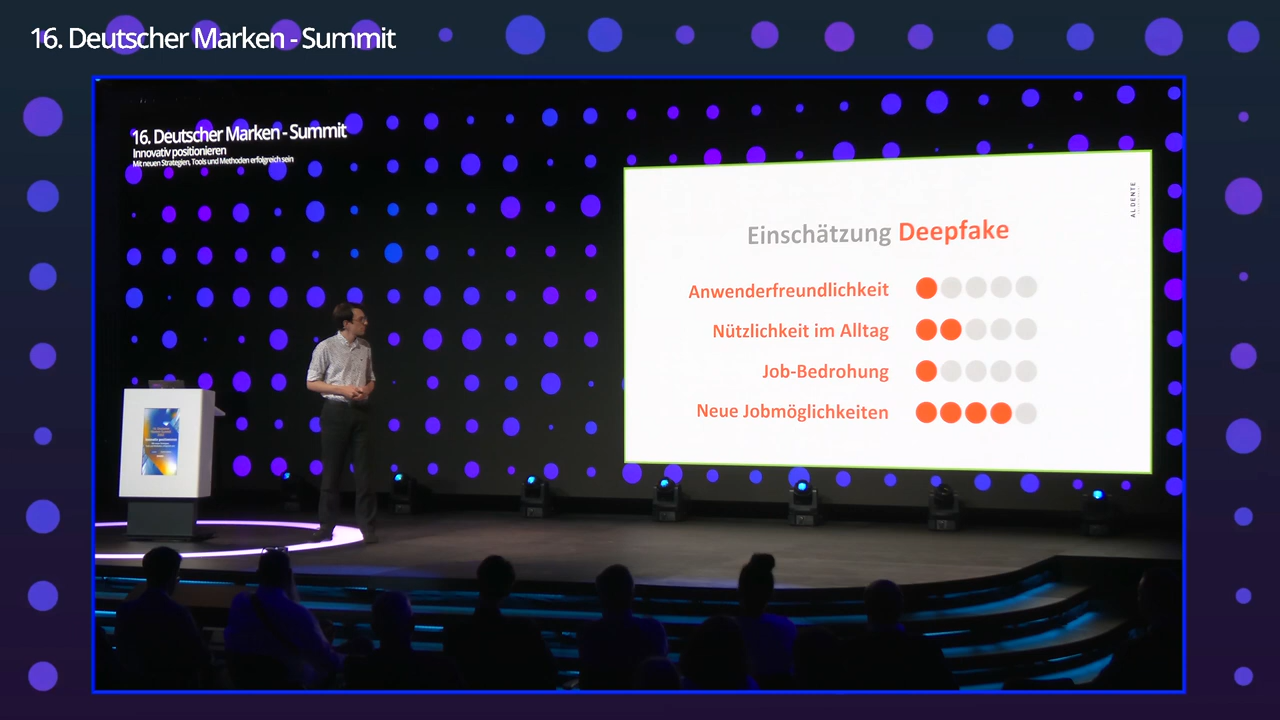 16. Deutscher Marken - Summit
16. Deutscher Marken - Summit
Innovativ positionieren
Mit neuen Strategien, Tools und Methoden erfolgreich sein
ALDENTE
Einschätzung Deepfake
Anwenderfreundlichkeit
Nützlichkeit im Alltag
Job-Bedrohung
Neue Jobmöglichkeiten